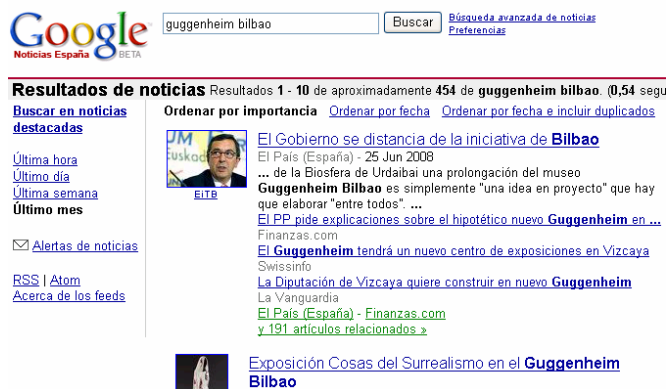 Google
Noticias España BETA
guggenheim bilbao
Buscar
Búsqueda avanzada de noticias
Preferencias
Resultados de noticias Resultados 1 - 10 de aproximadamente 454 de guggenheim bilbao. (0,54 segu
Buscar en noticias destacadas
Última hora
Último día
Última semana
Último mes
Alertas de noticias
RSS | Atom
Acerca de los feeds
Ordenar por importancia Ordenar por fecha Ordenar por fecha e incluir duplicados
Euskad
EiTB
El Gobierno se distancia de la iniciativa de Bilbao
El País (España) - 25 Jun 2008
... de la Biosfera de Urdaibai una prolongación del museo
Guggenheim Bilbao es simplemente "una idea en proyecto" que hay
que elaborar "entre todos". ...
El PP pide explicaciones sobre el hipotético nuevo Guggenheim en ...
Finanzas.com
El Guggenheim tendrá un nuevo centro de exposiciones en Vizcaya
Swissinfo
La Diputación de Vizcaya quiere construir en nuevo Guggenheim
La Vanguardia
El País (España) - Finanzas.com
y 191 artículos relacionados »
Exposición Cosas del Surrealismo en el Guggenheim
Bilbao